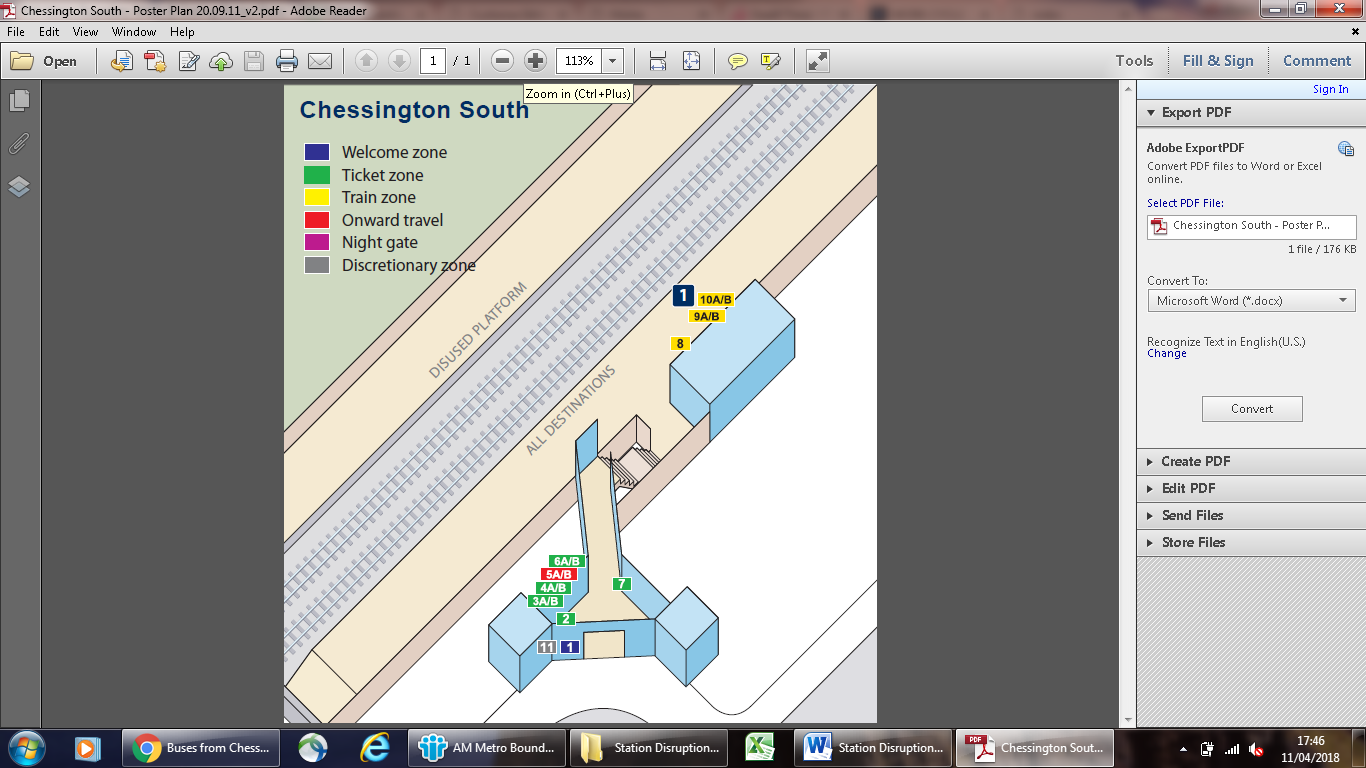 Chessington South - Poster Plan 20.09.11_v2.pdf - Adobe Reader
File Edit View Window Help
Open
1 / 1
113%
Tools Fill & Sign Comment
Zoom in (Ctrl+Plus)
Sign In
Chessington South
Welcome zone
Ticket zone
Train zone
Onward travel
Night gate
Discretionary zone
DISUSED PLATFORM
ALL DESTINATIONS
1 10A/B
9A/B
8
6A/B
5A/B
4A/B
3A/B
7
2
11 1
Export PDF
Adobe ExportPDF
Convert PDF files to Word or Excel
online.
Select PDF File:
Chessington South - Poster P...
1 file / 176 KB
Convert To:
Microsoft Word (*.docx)
Recognize Text in English(U.S.)
Change
Convert
Create PDF
Edit PDF
Send Files
Store Files
Buses from Chess...
AM Metro Bound...
Station Disruption...
Station Disruption...
PDF
Chessington Sout...
17:46
11/04/2018